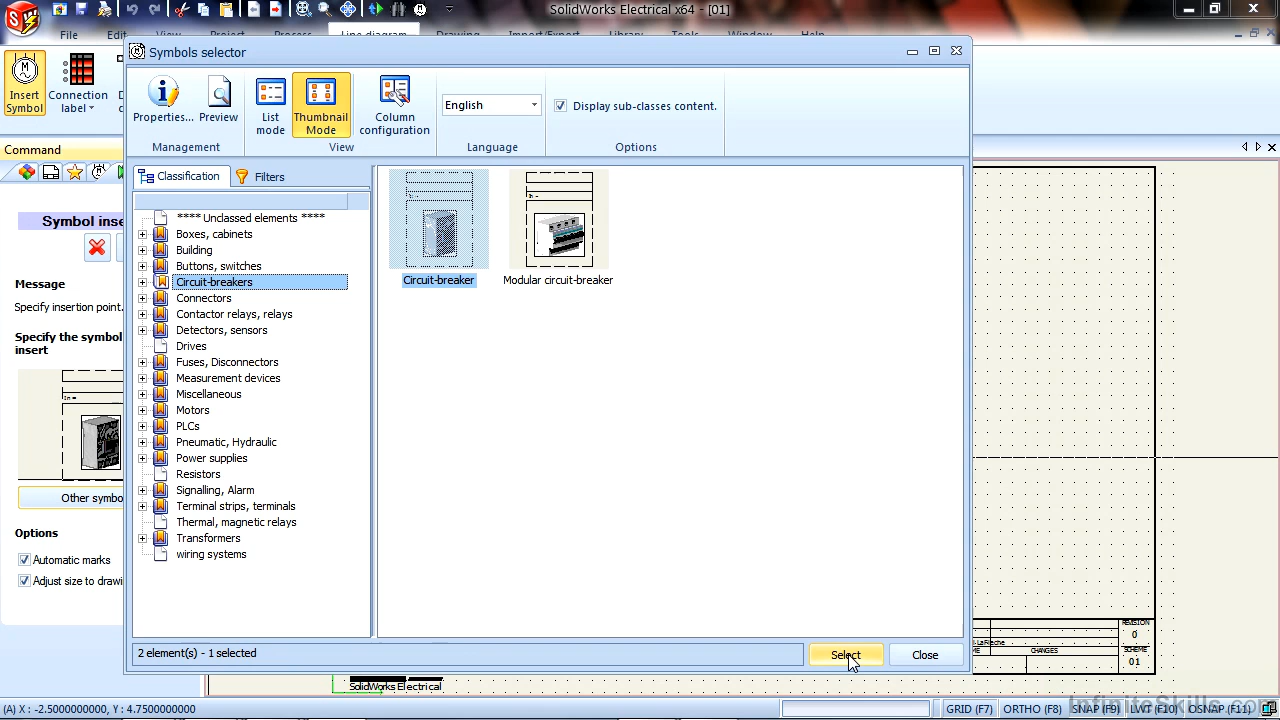 SolidWorks Electrical x64 - [01]
File Edit View Project Process Line diagram Drawing Import/Export Library Tools Window Help
Symbols selector
Insert Symbol
Connection label
Properties...
Preview
Management
List mode
Thumbnail Mode
View
Column configuration
English
Language
Display sub-classes content.
Options
Command
Classification
Filters
Symbol inse
Message
Specify insertion point.
Specify the symbol
insert
Other symbo
Options
Automatic marks
Adjust size to drawi
**** Unclassed elements ****
Boxes, cabinets
Building
Buttons, switches
Circuit-breakers
Connectors
Contactor relays, relays
Detectors, sensors
Drives
Fuses, Disconnectors
Measurement devices
Miscellaneous
Motors
PLCs
Pneumatic, Hydraulic
Power supplies
Resistors
Signalling, Alarm
Terminal strips, terminals
Thermal, magnetic relays
Transformers
wiring systems
Circuit-breaker
Modular circuit-breaker
2 element(s) - 1 selected
Select
Close
REVISION
0
CHANGES
SCHEME
01
SolidWorks Electrical
(A) X : -2.5000000000, Y : 4.7500000000
GRID (F7) ORTHO (F8) SNAP (F9) LWT (F10) OSNAP (F11)
InfiniteSkills.com